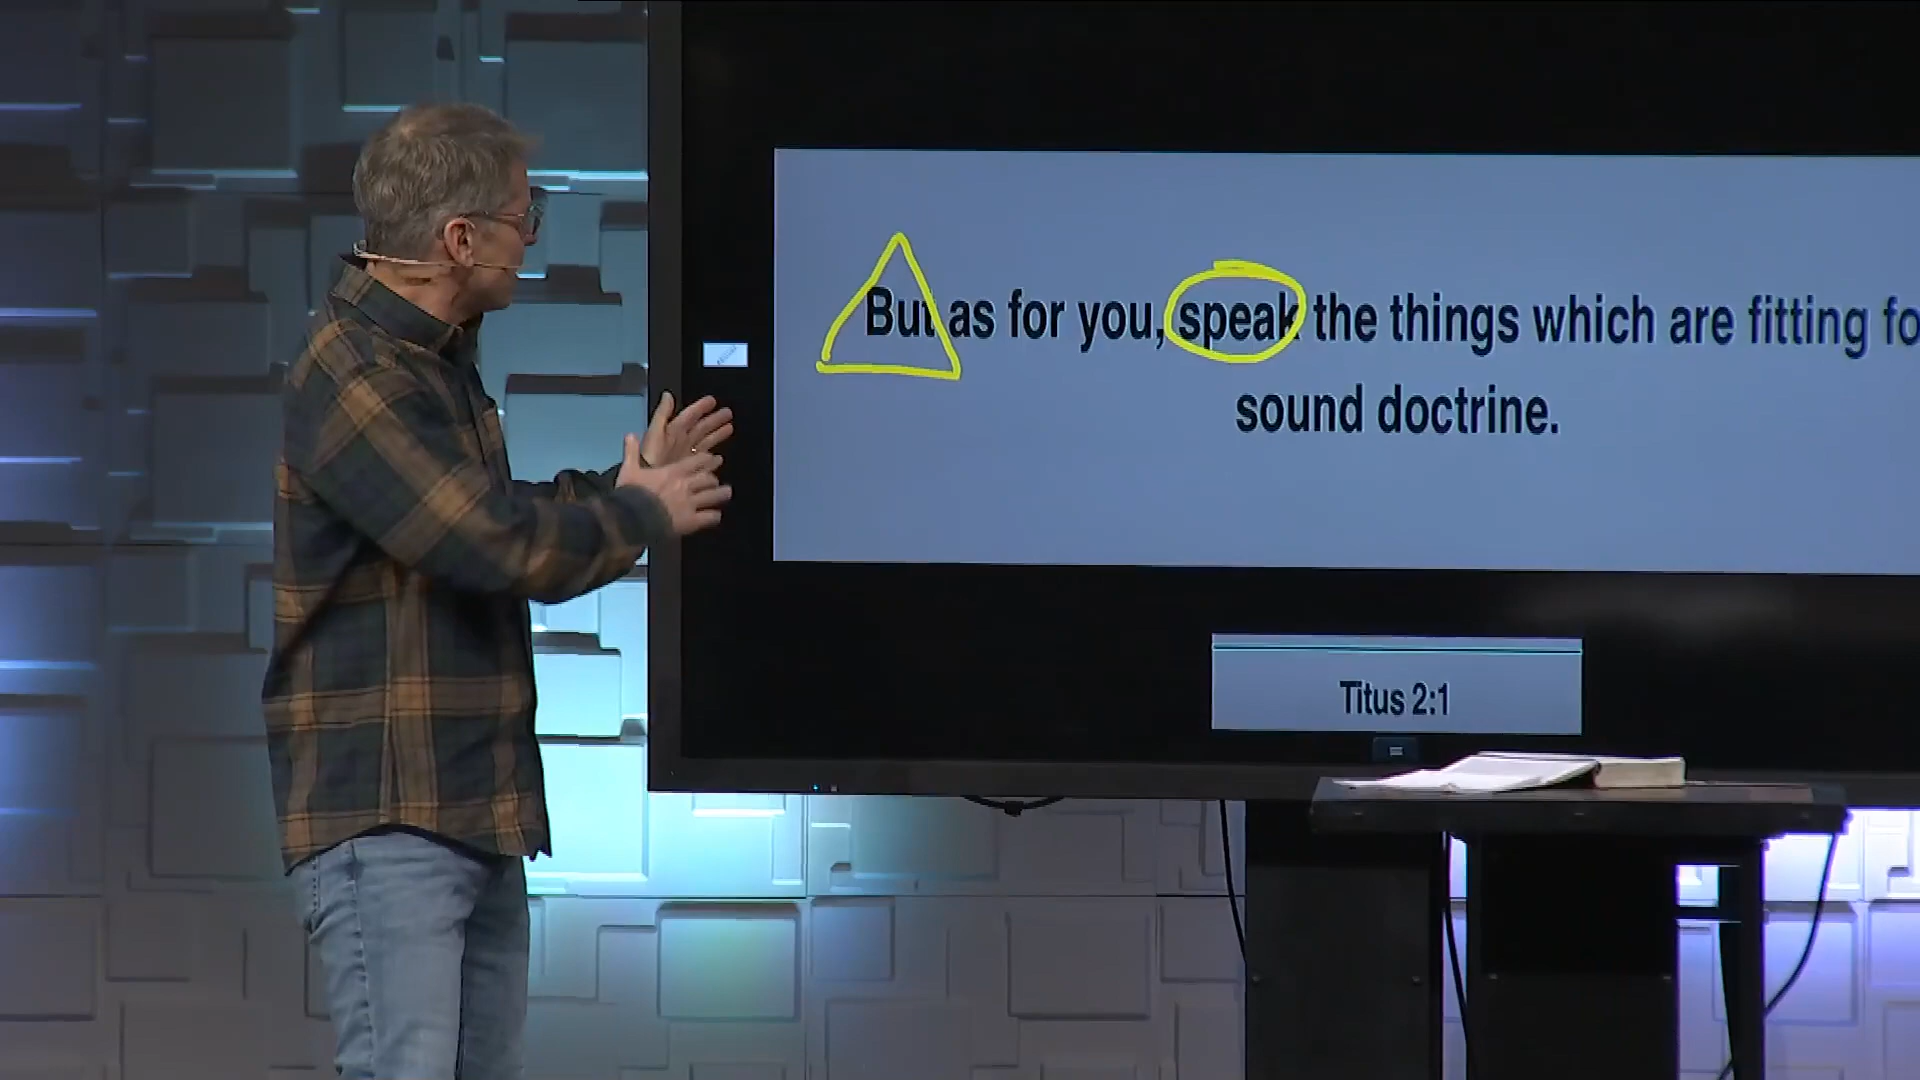 But as for you, speak the things which are fitting fo
sound doctrine.
Titus 2:1